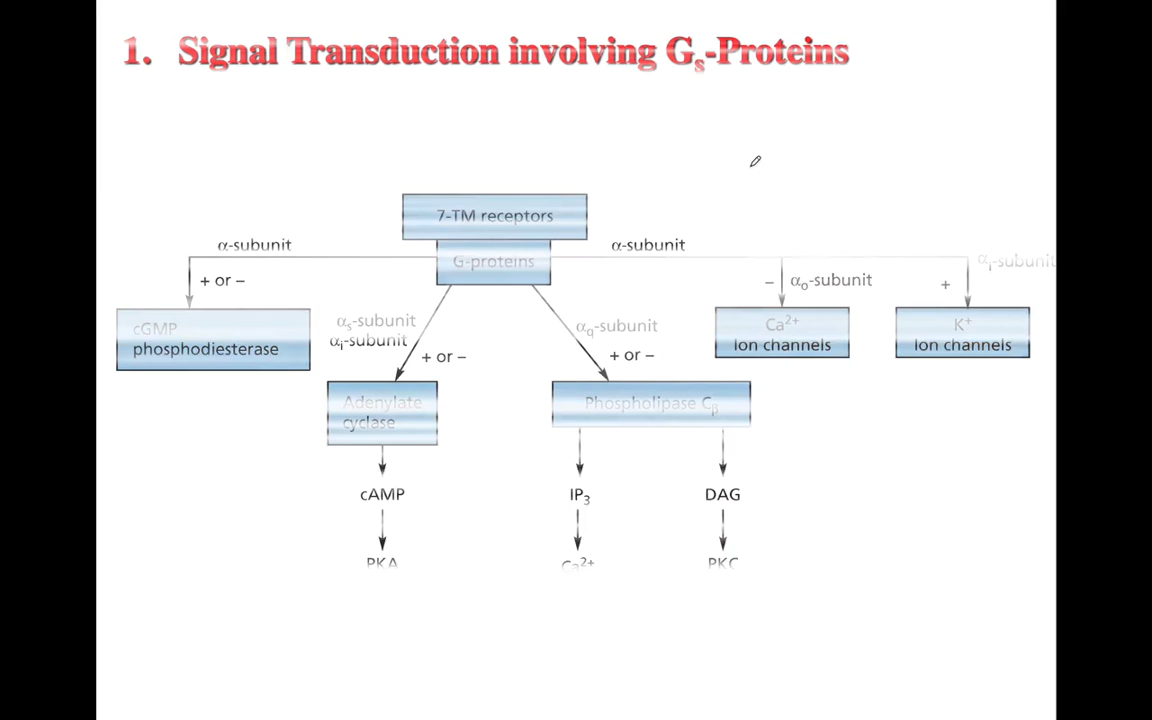 1. Signal Transduction involving Gs-Proteins
7-TM receptors
α-subunit
α-subunit
G-proteins
αi-subunit
+ or –
– αo-subunit
+
cGMP
phosphodiesterase
αs-subunit
αi-subunit
+ or –
αq-subunit
+ or –
Ca2+
ion channels
K+
ion channels
Adenylate
cyclase
Phospholipase Cβ
cAMP
IP3
DAG
PKA
Ca2+
PKC